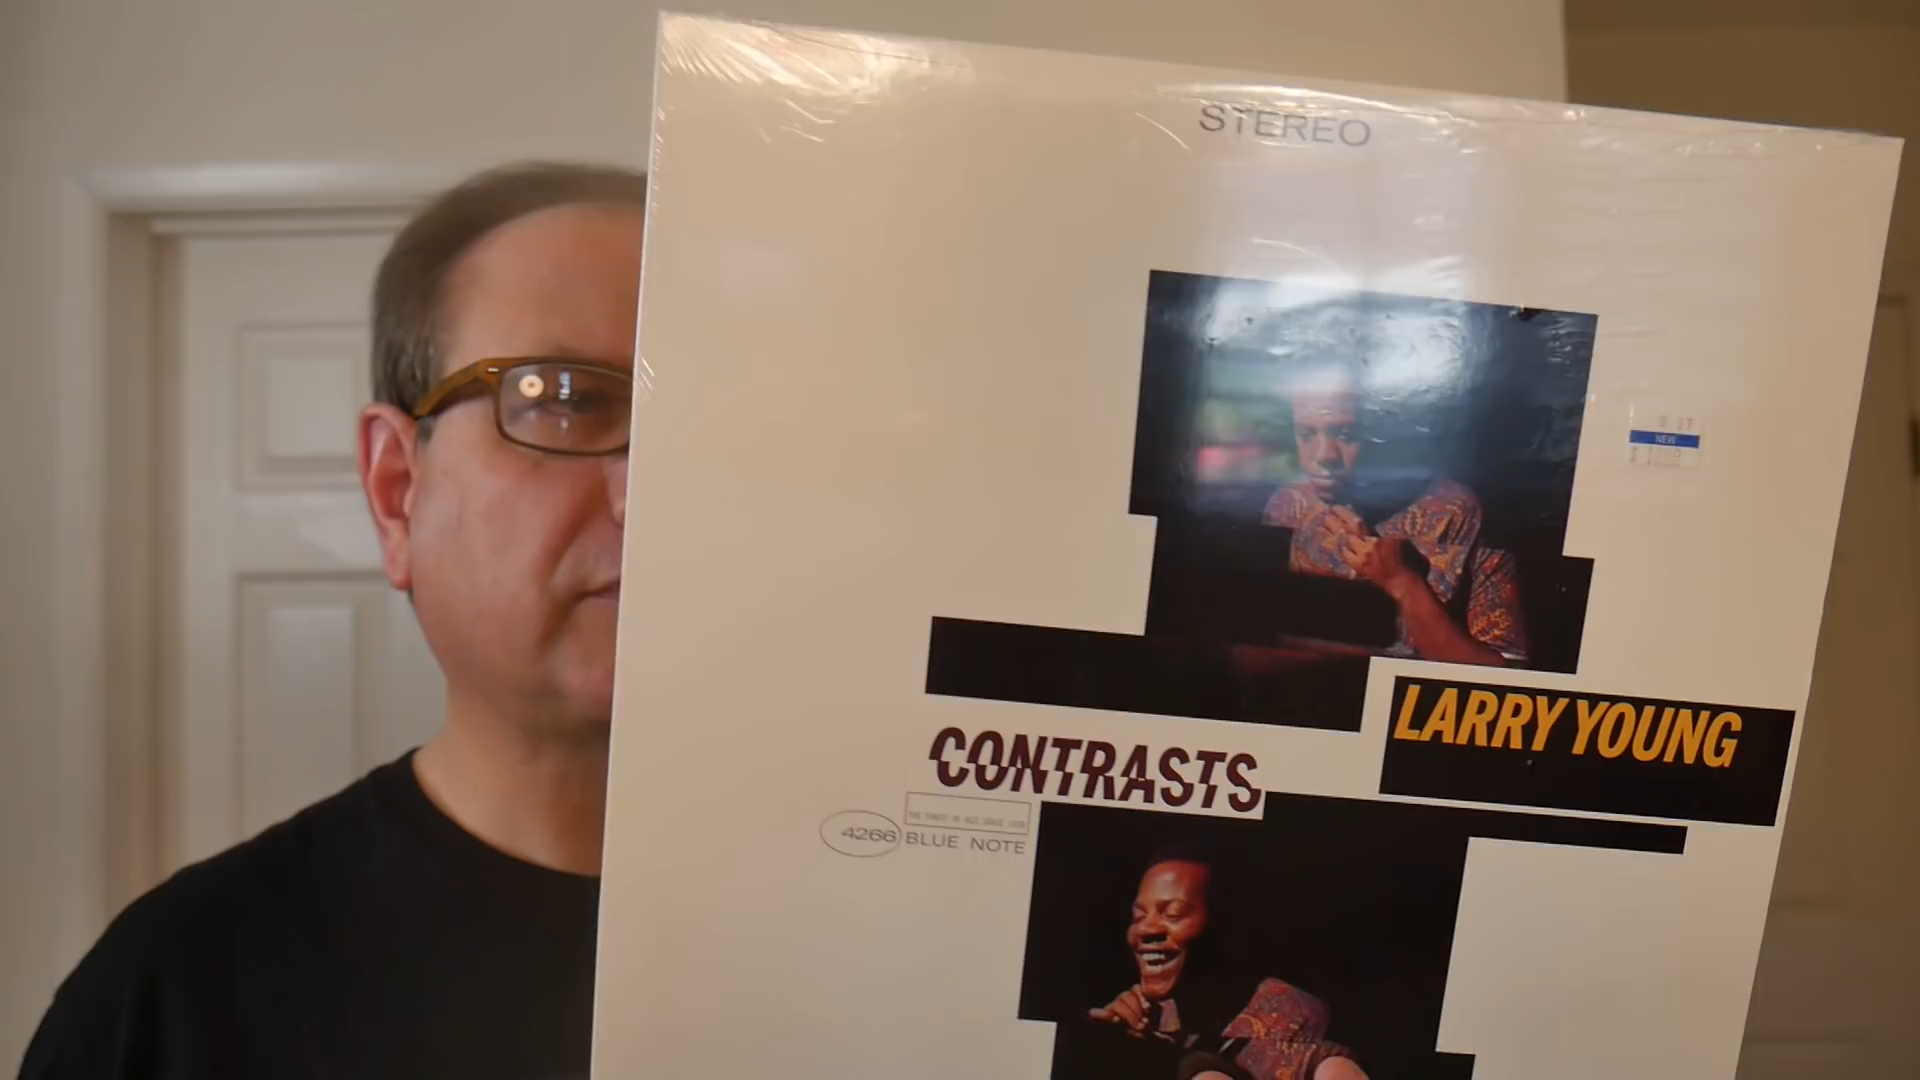 STEREO
NEW
LARRY YOUNG
CONTRASTS
4266 BLUE NOTE